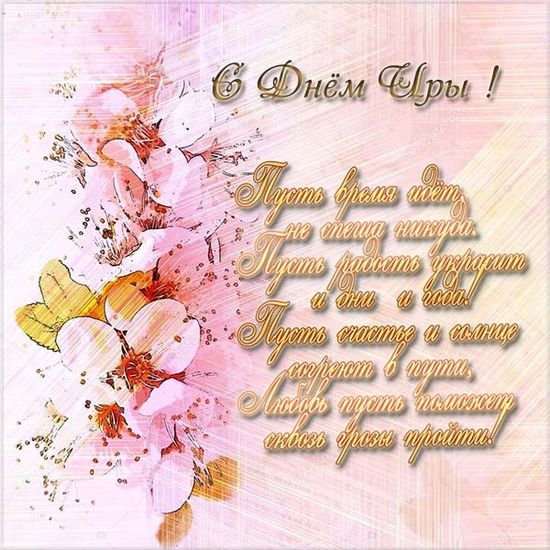 С Днём Иры !
Пусть время идёт,
не спеша никуда.
Пусть радость украсит
и дни и года.
Пусть счастье и солнце
согреют в пути,
Любовь пусть поможет
сквозь грозы пройти!